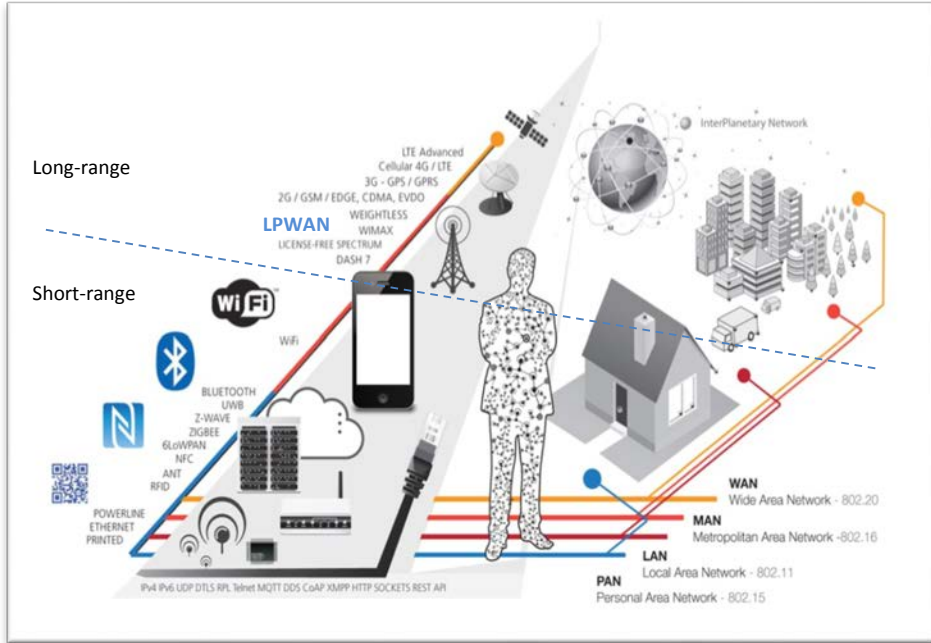 InterPlanetary Network
Long-range
LTE Advanced
Cellular 4G / LTE
3G - GPS / GPRS
2G / GSM / EDGE, CDMA, EVDO
LPWAN
WEIGHTLESS
WIMAX
LICENSE-FREE SPECTRUM
DASH 7
Short-range
WiFi
WiFi
BLUETOOTH
UWB
Z-WAVE
ZIGBEE
6LoWPAN
NFC
ANT
RFID
POWERLINE
ETHERNET
PRINTED
WAN
Wide Area Network - 802.20
MAN
Metropolitan Area Network -802.16
LAN
Local Area Network - 802.11
PAN
Personal Area Network - 802.15
IPv4 IPv6 UDP DTLS RPL Telnet MQTT DDS CoAP XMPP HTTP SOCKETS REST API